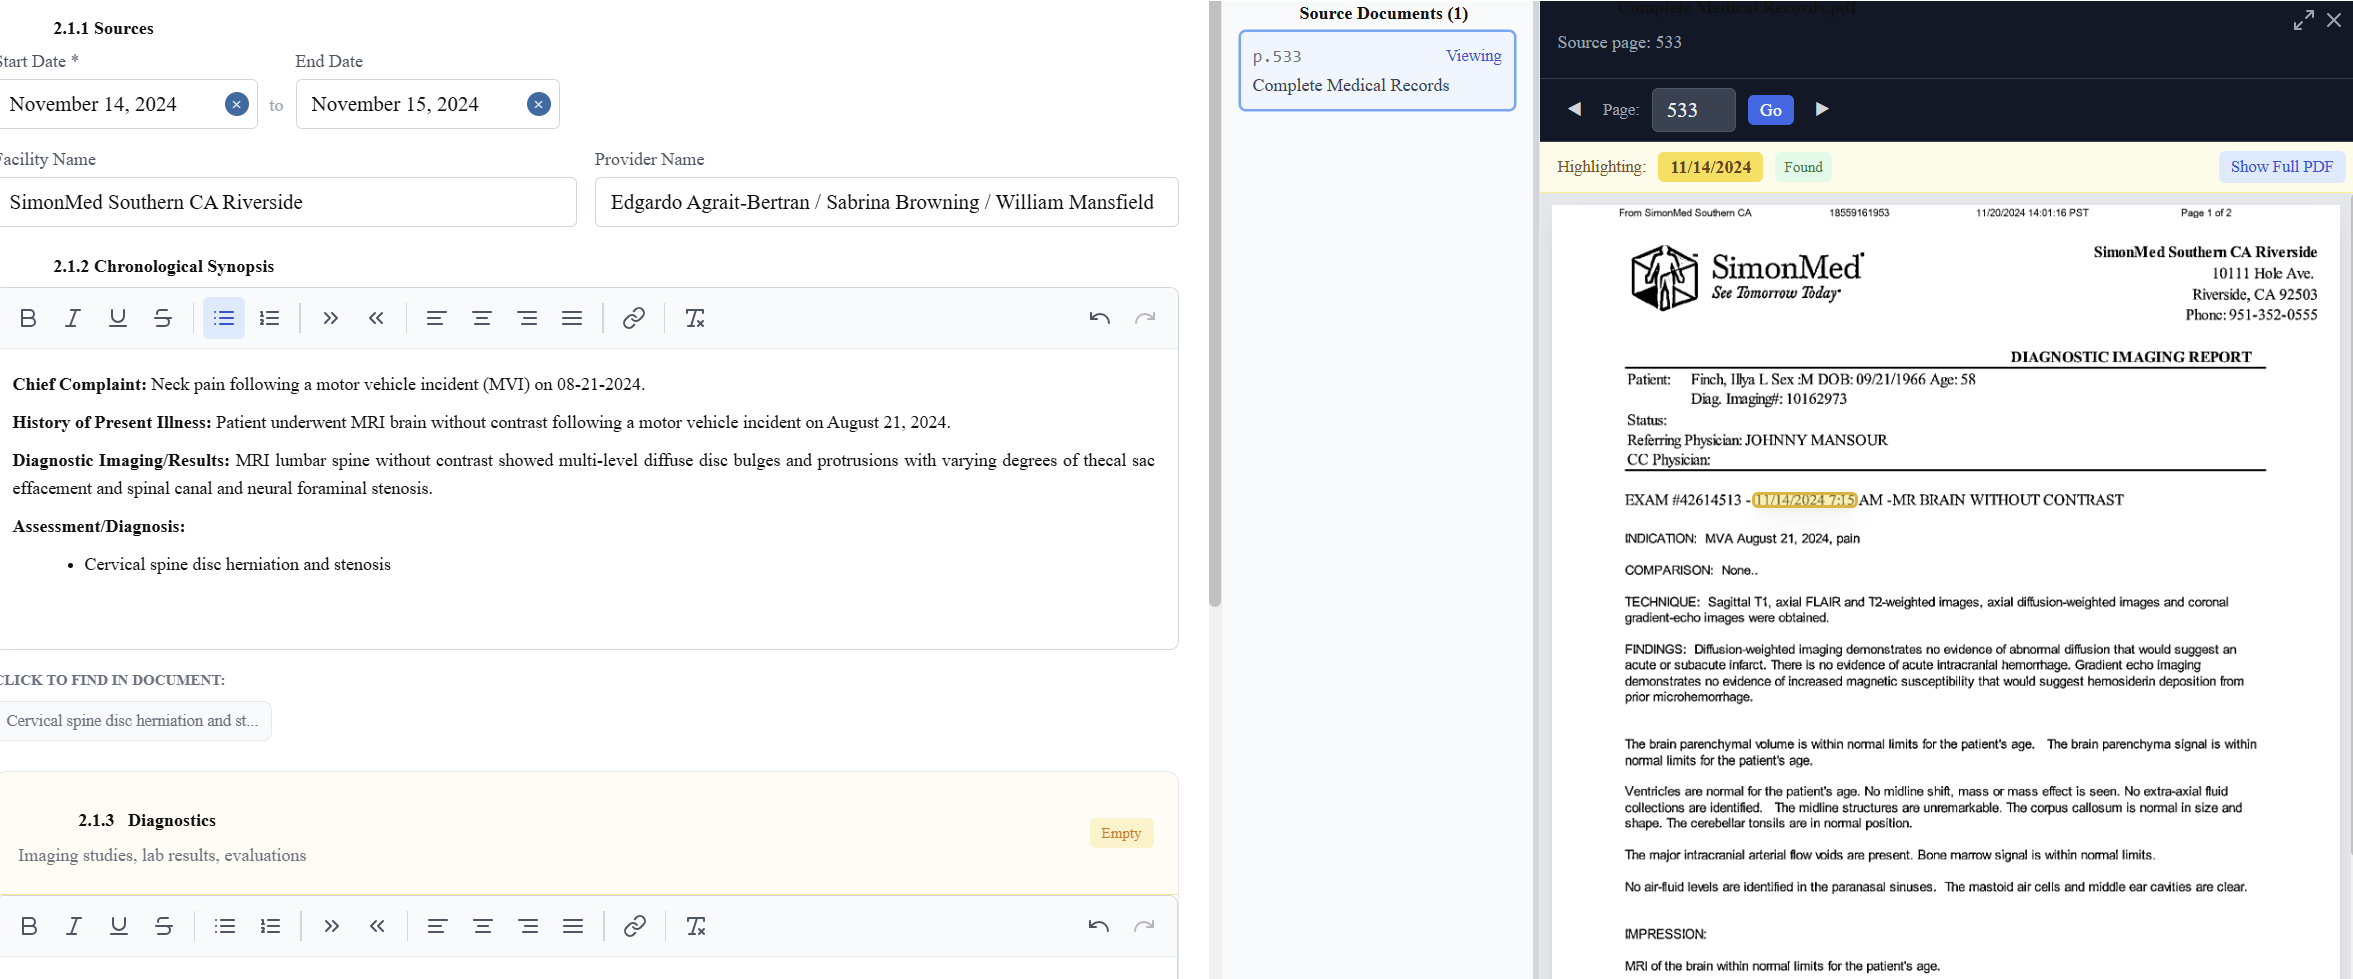 2.1.1 Sources
Start Date *
End Date
November 14, 2024
to
November 15, 2024
Facility Name
Provider Name
SimonMed Southern CA Riverside
Edgardo Agrait-Bertran / Sabrina Browning / William Mansfield
2.1.2 Chronological Synopsis
Chief Complaint: Neck pain following a motor vehicle incident (MVI) on 08-21-2024.
History of Present Illness: Patient underwent MRI brain without contrast following a motor vehicle incident on August 21, 2024.
Diagnostic Imaging/Results: MRI lumbar spine without contrast showed multi-level diffuse disc bulges and protrusions with varying degrees of thecal sac
effacement and spinal canal and neural foraminal stenosis.
Assessment/Diagnosis:
• Cervical spine disc herniation and stenosis
CLICK TO FIND IN DOCUMENT:
Cervical spine disc herniation and st...
2.1.3 Diagnostics
Empty
Imaging studies, lab results, evaluations
Source Documents (1)
p.533
Viewing
Complete Medical Records
Complete Medical Records.pdf
Source page: 533
Page:
533
Go
Highlighting:
11/14/2024
Found
Show Full PDF
From SimonMed Southern CA 18559161953 11/20/2024 14:01:16 PST Page 1 of 2
SimonMed
See Tomorrow Today
SimonMed Southern CA Riverside
10111 Hole Ave.
Riverside, CA 92503
Phone: 951-352-0555
DIAGNOSTIC IMAGING REPORT
Patient: Finch, Illya L Sex :M DOB: 09/21/1966 Age: 58
Diag. Imaging#: 10162973
Status:
Referring Physician: JOHNNY MANSOUR
CC Physician:
EXAM #42614513 - 11/14/2024 7:15 AM -MR BRAIN WITHOUT CONTRAST
INDICATION: MVA August 21, 2024, pain
COMPARISON: None..
TECHNIQUE: Sagittal T1, axial FLAIR and T2-weighted images, axial diffusion-weighted images and coronal
gradient-echo images were obtained.
FINDINGS: Diffusion-weighted imaging demonstrates no evidence of abnormal diffusion that would suggest an
acute or subacute infarct. There is no evidence of acute intracranial hemorrhage. Gradient echo imaging
demonstrates no evidence of increased magnetic susceptibility that would suggest hemosiderin deposition from
prior microhemorrhage.
The brain parenchymal volume is within normal limits for the patient's age. The brain parenchyma signal is within
normal limits for the patient's age.
Ventricles are normal for the patient's age. No midline shift, mass or mass effect is seen. No extra-axial fluid
collections are identified. The midline structures are unremarkable. The corpus callosum is normal in size and
shape. The cerebellar tonsils are in normal position.
The major intracranial arterial flow voids are present. Bone marrow signal is within normal limits.
No air-fluid levels are identified in the paranasal sinuses. The mastoid air cells and middle ear cavities are clear.
IMPRESSION:
MRI of the brain within normal limits for the patient's age.